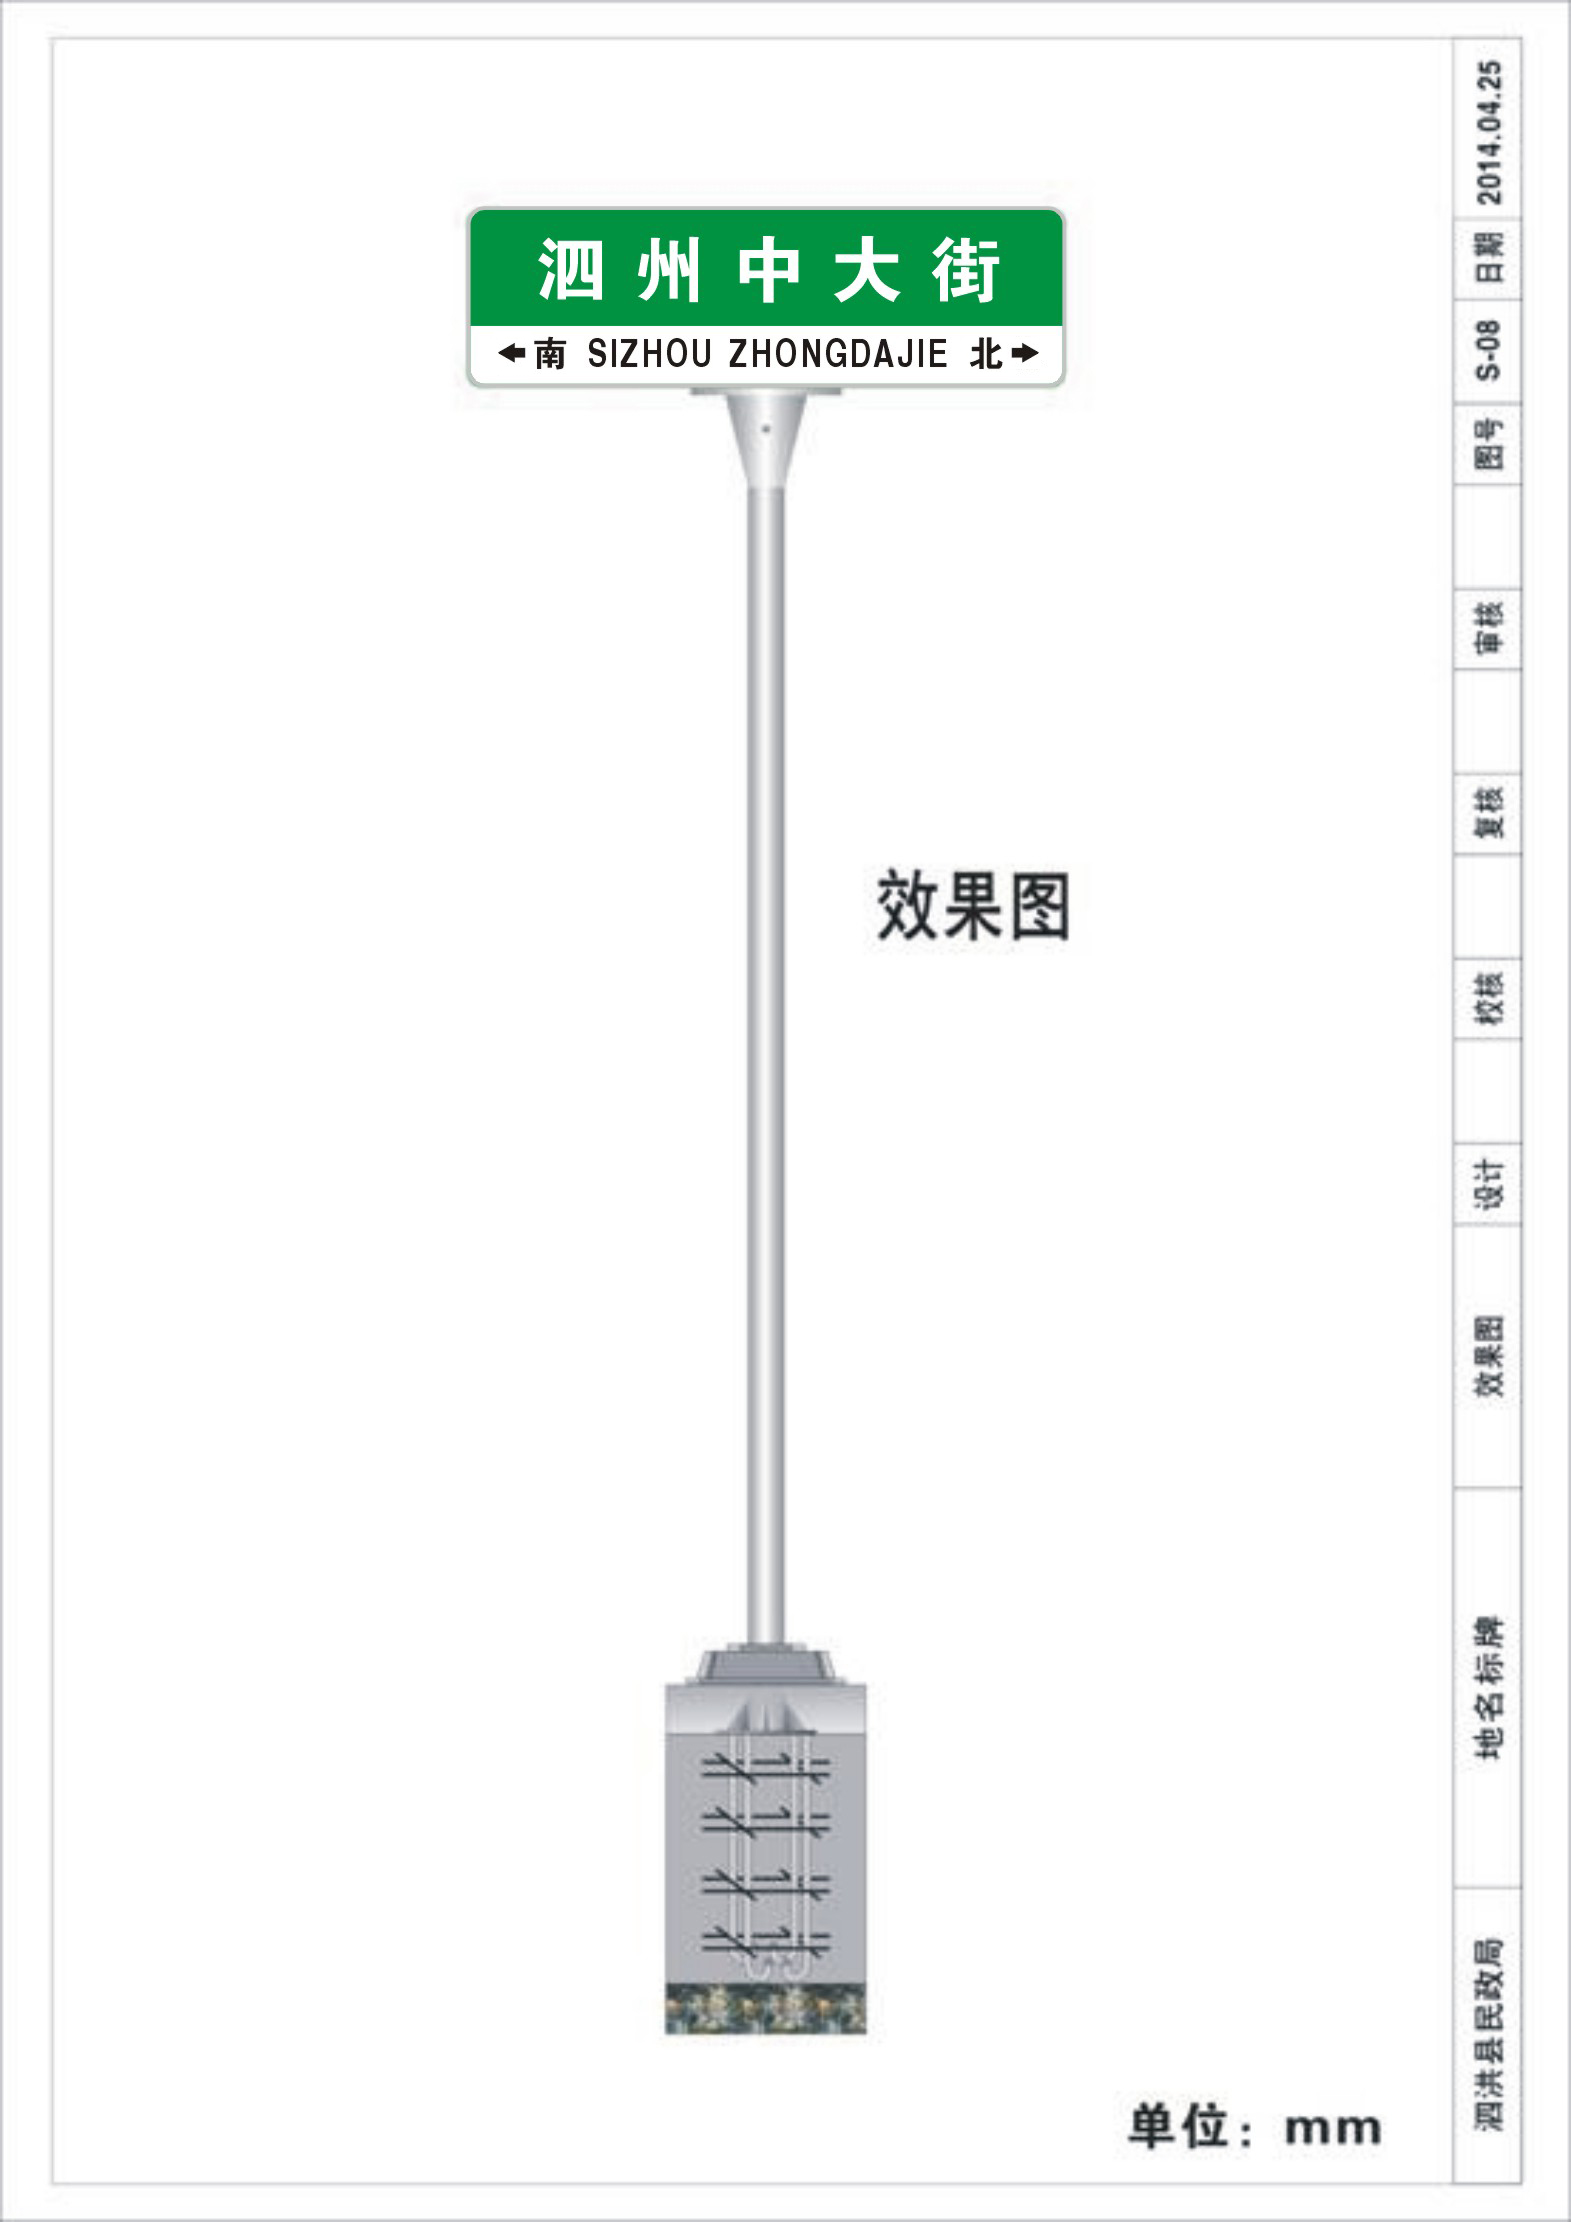 泗州中大街
南 SIZHOU ZHONGDAJIE 北
效果图
单位：mm
泗洪县民政局
地名标牌
效果图
设计
校核
复核
审核
图号
S-08
日期
2014.04.25